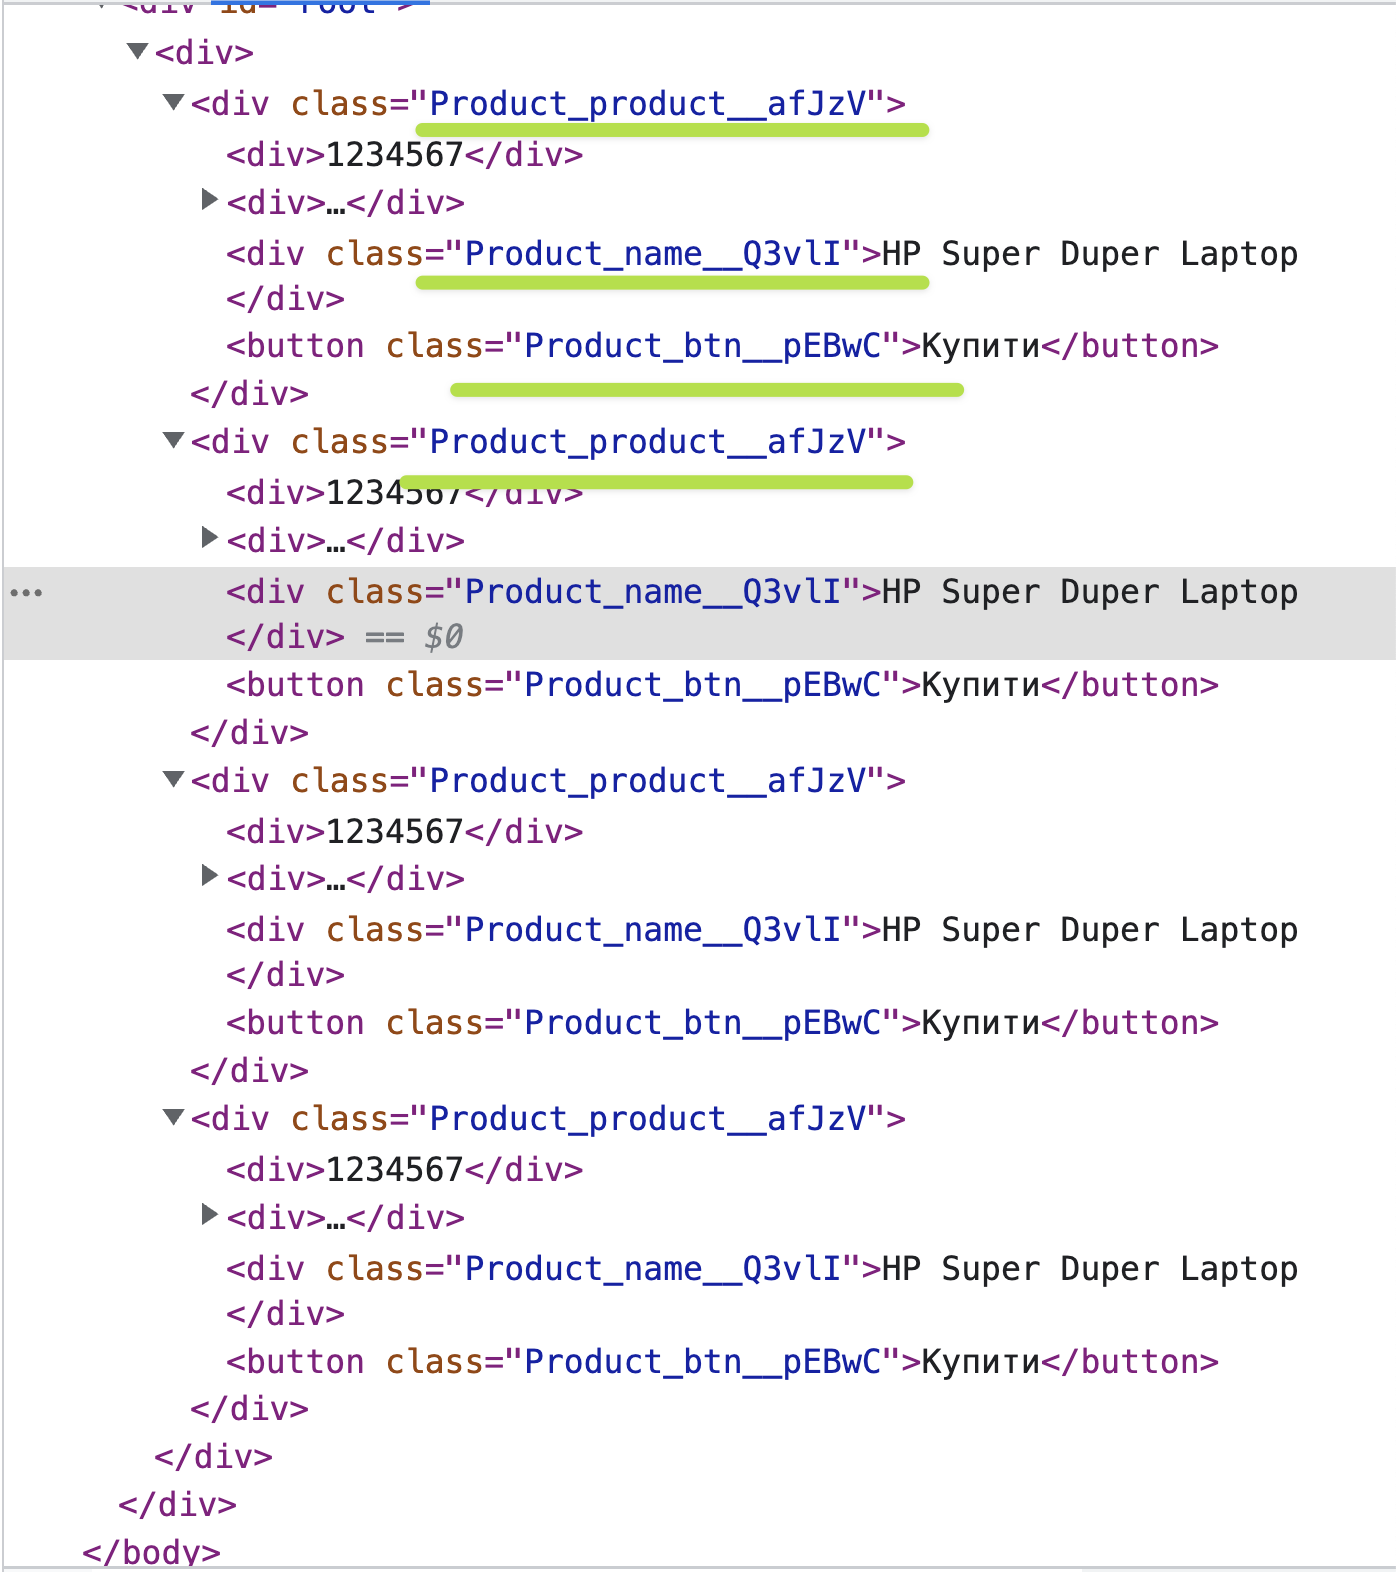 <div id="root">
<div>
<div class="Product_product__afJzV">
<div>1234567</div>
<div>…</div>
<div class="Product_name__Q3vlI">HP Super Duper Laptop
</div>
<button class="Product_btn__pEBwC">Купити</button>
</div>
<div class="Product_product__afJzV">
<div>1234567</div>
<div>…</div>
<div class="Product_name__Q3vlI">HP Super Duper Laptop
</div> == $0
<button class="Product_btn__pEBwC">Купити</button>
</div>
<div class="Product_product__afJzV">
<div>1234567</div>
<div>…</div>
<div class="Product_name__Q3vlI">HP Super Duper Laptop
</div>
<button class="Product_btn__pEBwC">Купити</button>
</div>
<div class="Product_product__afJzV">
<div>1234567</div>
<div>…</div>
<div class="Product_name__Q3vlI">HP Super Duper Laptop
</div>
<button class="Product_btn__pEBwC">Купити</button>
</div>
</div>
</div>
</body>